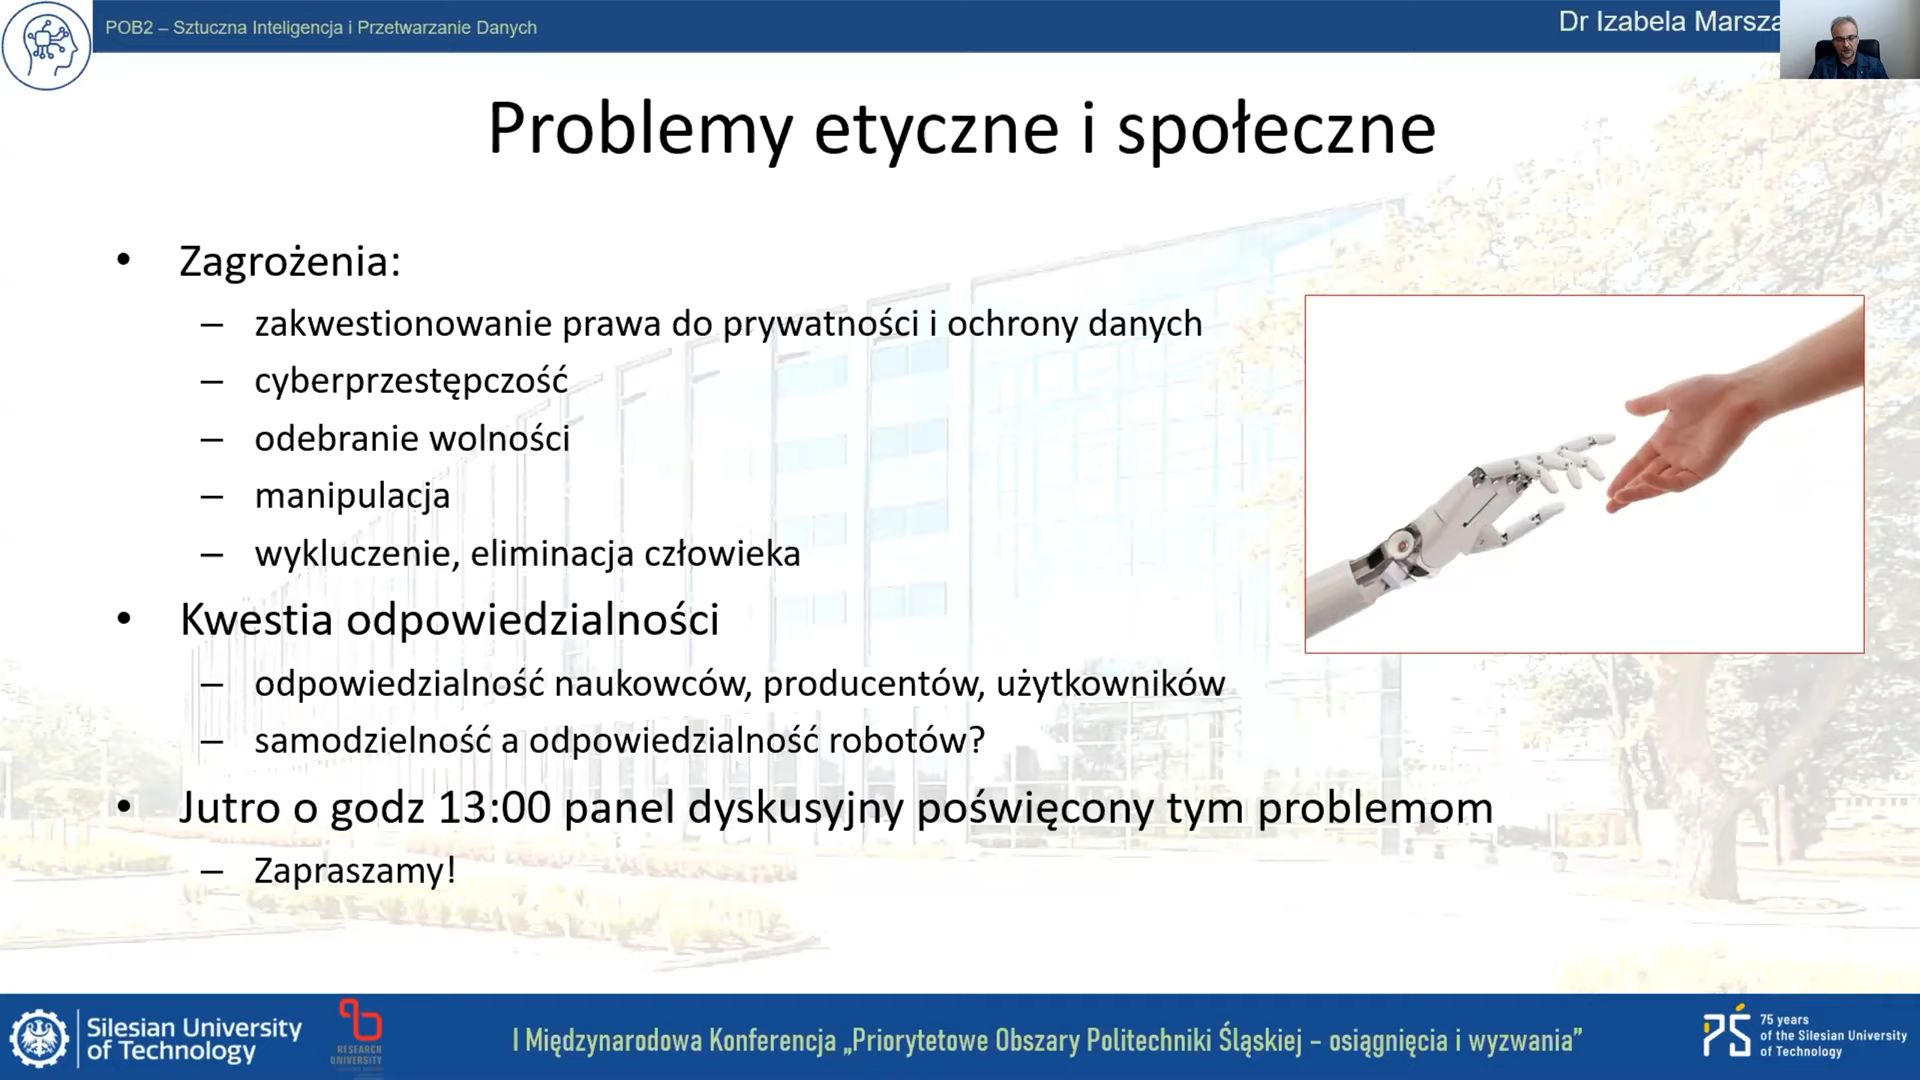 POB2 – Sztuczna Inteligencja i Przetwarzanie Danych
Dr Izabela
Problemy etyczne i społeczne
• Zagrożenia:
– zakwestionowanie prawa do prywatności i ochrony danych
– cyberprzestępczość
– odebranie wolności
– manipulacja
– wykluczenie, eliminacja człowieka
• Kwestia odpowiedzialności
– odpowiedzialność naukowców, producentów, użytkowników
– samodzielność a odpowiedzialność robotów?
• Jutro o godz 13:00 panel dyskusyjny poświęcony tym problemom
– Zapraszamy!
Silesian University
of Technology
RESEARCH
UNIVERSITY
I Międzynarodowa Konferencja „Priorytetowe Obszary Politechniki Śląskiej – osiągnięcia i wyzwania”
PŚ
75 years
of the Silesian University
of Technology